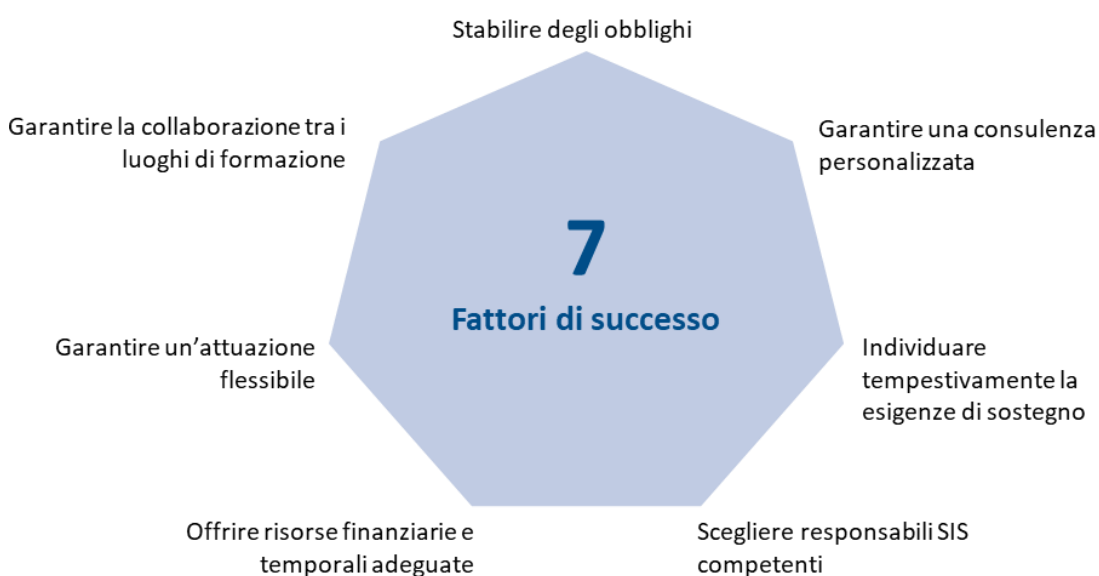 Stabilire degli obblighi
Garantire la collaborazione tra i
luoghi di formazione
Garantire una consulenza
personalizzata
7
Fattori di successo
Garantire un’attuazione
flessibile
Individuare
tempestivamente la
esigenze di sostegno
Offrire risorse finanziarie e
temporali adeguate
Scegliere responsabili SIS
competenti